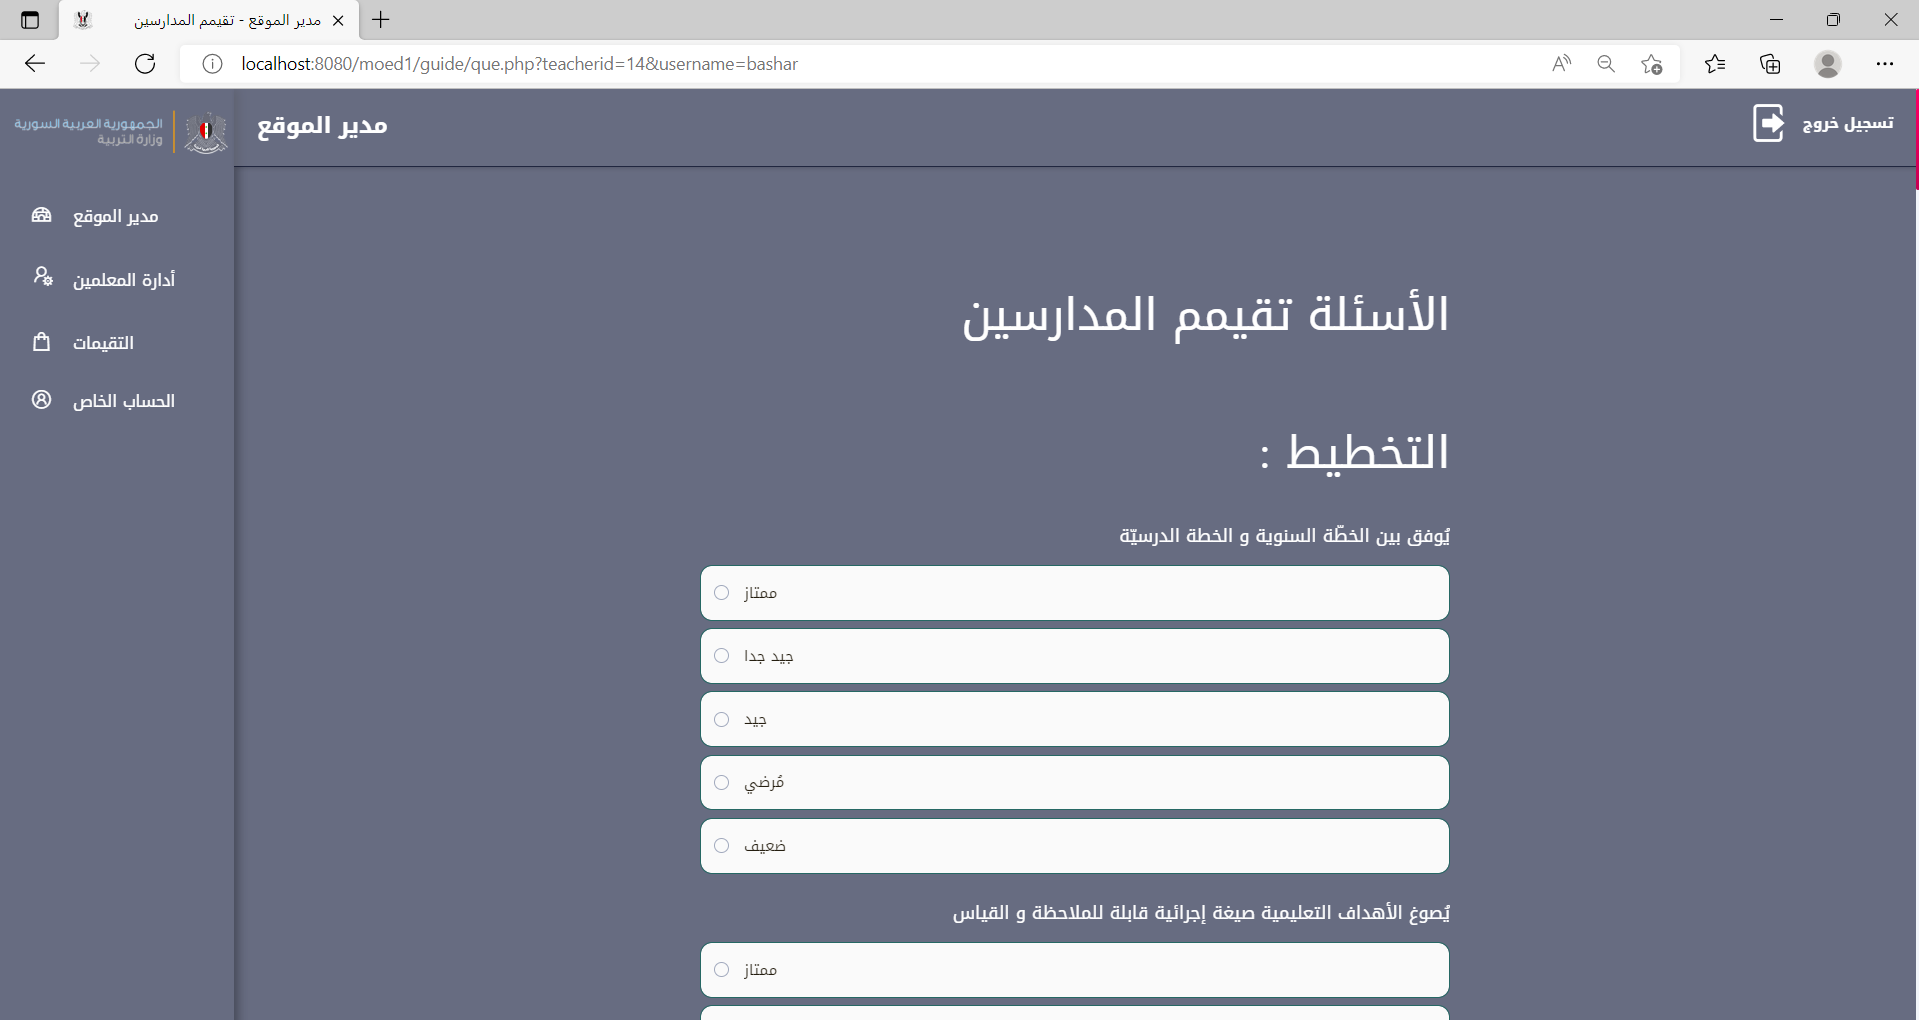 مدير الموقع - تقيمم المدارسين
localhost:8080/moed1/guide/que.php?teacherid=14&username=bashar
الجمهورية العربية السورية
وزارة التربية
مدير الموقع
تسجيل خروج
مدير الموقع
أدارة المعلمين
التقيمات
الحساب الخاص
الأسئلة تقيمم المدارسين
التخطيط :
يُوفق بين الخطّة السنوية و الخطة الدرسيّة
ممتاز
جيد جدا
جيد
مُرضي
ضعيف
يُصوغ الأهداف التعليمية صيغة إجرائية قابلة للملاحظة و القياس
ممتاز